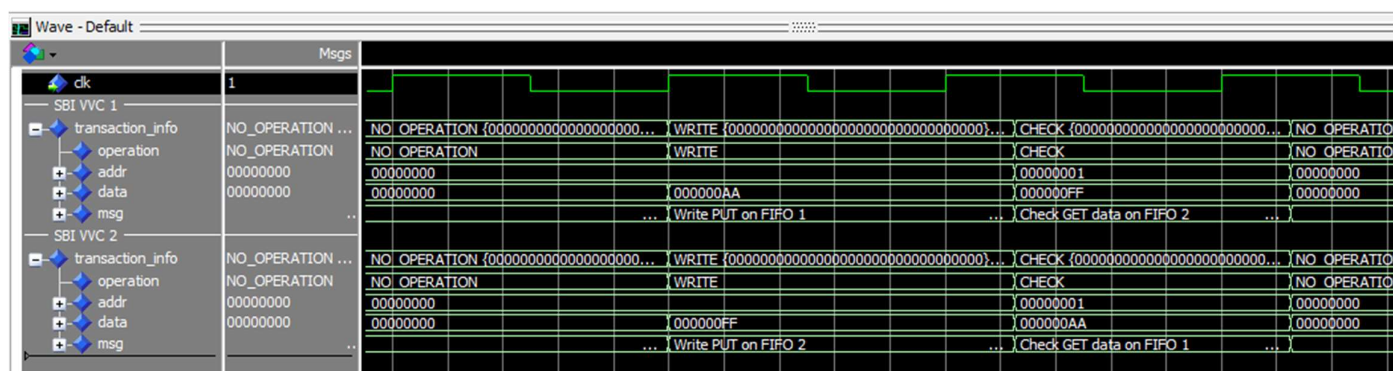 Wave - Default
Msgs
clk 1
SBI VVC 1
transaction_info NO_OPERATION ... NO_OPERATION {0000000000000000000... WRITE {00000000000000000000000000000000}... CHECK {000000000000000000000000... NO_OPERATIO
operation NO_OPERATION NO_OPERATION WRITE CHECK NO_OPERATIO
addr 00000000 00000000 00000001 00000000
data 00000000 00000000 000000AA 000000FF 00000000
msg .. ... Write PUT on FIFO 1 ... Check GET data on FIFO 2 ...
SBI VVC 2
transaction_info NO_OPERATION ... NO_OPERATION {0000000000000000000... WRITE {00000000000000000000000000000000}... CHECK {000000000000000000000000... NO_OPERATIO
operation NO_OPERATION NO_OPERATION WRITE CHECK NO_OPERATIO
addr 00000000 00000000 00000001 00000000
data 00000000 00000000 000000FF 000000AA 00000000
msg .. ... Write PUT on FIFO 2 ... Check GET data on FIFO 1 ...